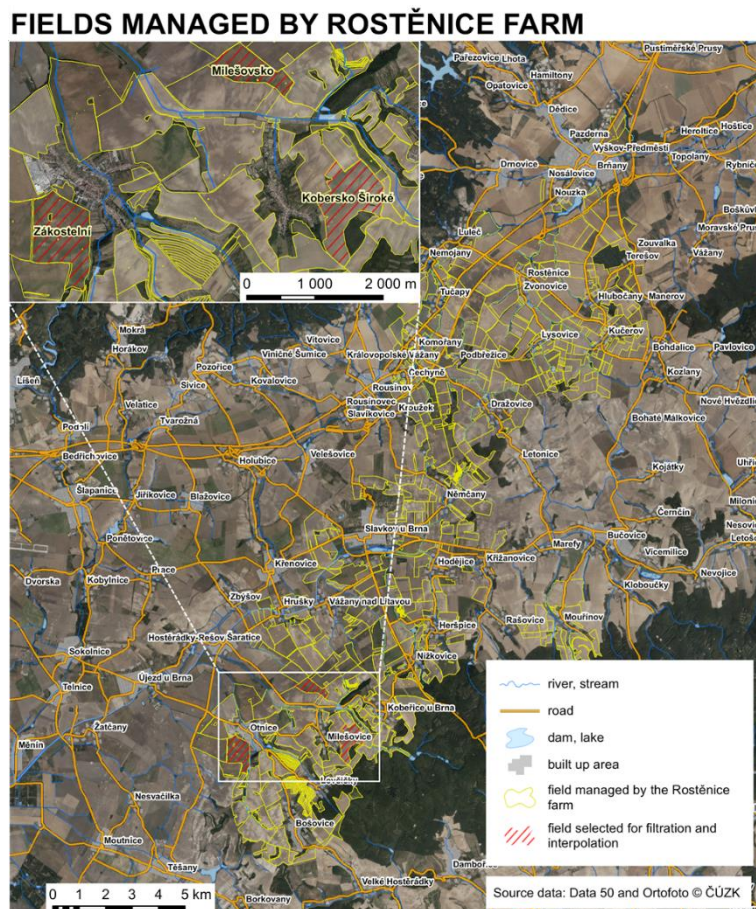 FIELDS MANAGED BY ROSTĚNICE FARM
Milešovsko
Kobersko Široké
Zákostelní
0 1 000 2 000 m
Pustiměřské Prusy
Pařezovice Lhota
Hamiltony
Opatovice
Dědice
Pazderna
Heroltice
Hoštice
Vyškov-Předměstí
Topolany
Drnovice
Brňany
Nosálovice
Nouzka
Luleč
Moravské Prusy
Nemojany
Zouvalka
Vážany
Rostěnice
Terešov
Tučapy
Zvonovice
Hlubočany
Manerov
Mokrá
Vítovice
Komořany
Lysovice
Kučerov
Horákov
Viničné Šumice
Královopolské Vážany
Podbřežice
Bohdalice
Pavlovice
Pozořice
Čechyně
Kozlany
Líšeň
Sivice
Kovalovice
Rousínov
Velatice
Rousínovec
Kroužek
Dražovice
Tvarožná
Slavíkovice
Bohaté Málkovice
Podolí
Bedřichovice
Velešovice
Letonice
Holubice
Kojátky
Šlapanice
Jiříkovice
Blažovice
Němčany
Černčín
Ponětovice
Slavkov u Brna
Marefy
Bučovice
Hodějice
Křižanovice
Vícemilice
Křenovice
Nevojice
Dvorska
Kobylnice
Prace
Kloboučky
Zbýšov
Hrušky
Vážany nad Litavou
Rašovice
Mouřínov
Heršpice
Hostěrádky-Rešov
Šaratice
Sokolnice
Nížkovice
Telnice
Újezd u Brna
Kobeřice u Brna
Otnice
Milešovice
Žatčany
Měnín
Lovčičky
Nesvačilka
Bošovice
Moutnice
Těšany
Velké Hostěrádky
Borkovany
0 1 2 3 4 5 km
river, stream
road
dam, lake
built up area
field managed by the Rostěnice
farm
field selected for filtration and
interpolation
Source data: Data 50 and Ortofoto © ČÚZK